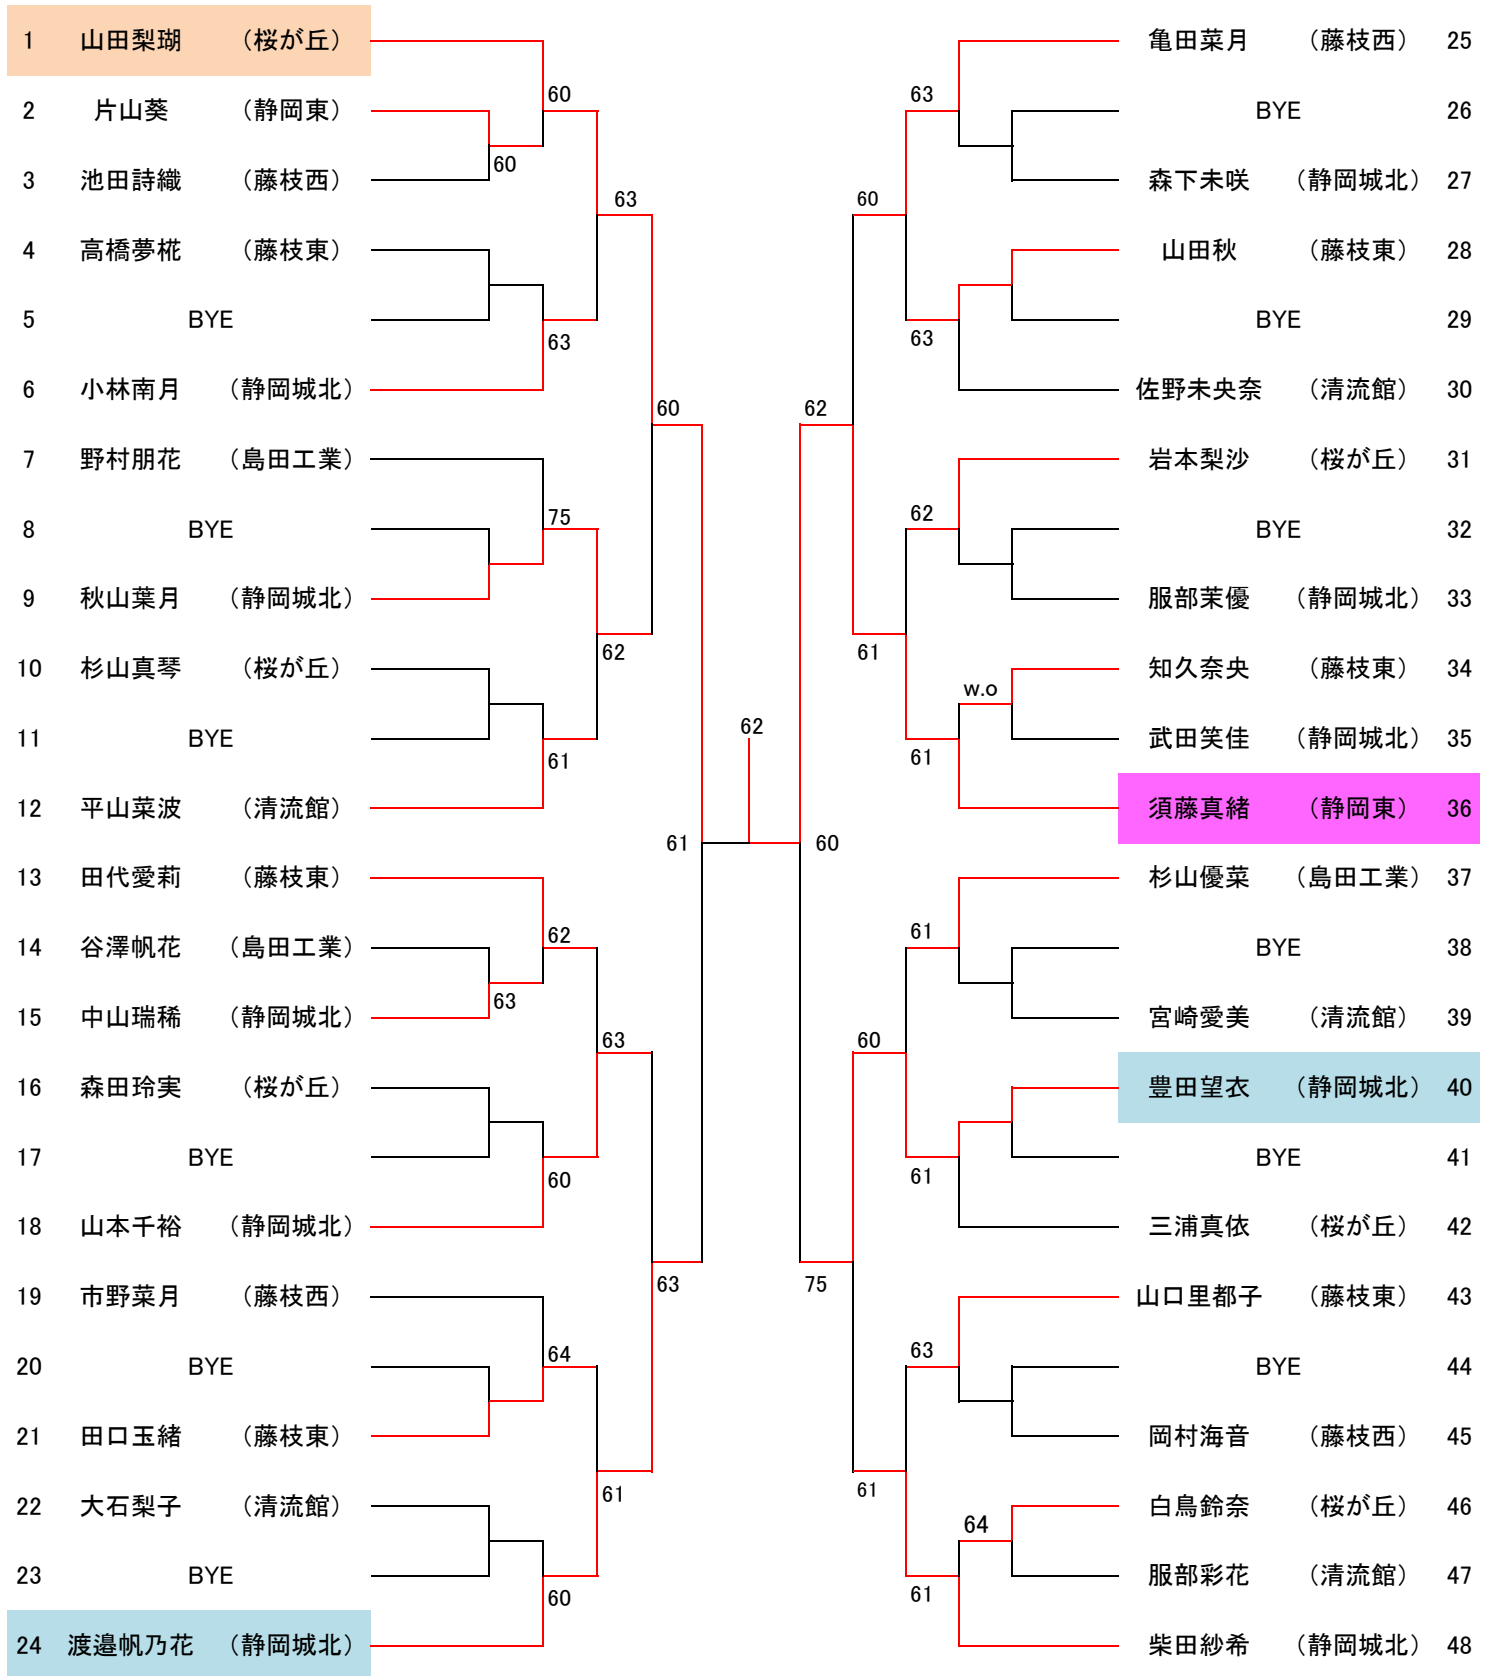 1 山田梨瑚 （桜が丘）
2 片山葵 （静岡東）
3 池田詩織 （藤枝西）
4 高橋夢椛 （藤枝東）
5 BYE
6 小林南月 （静岡城北）
7 野村朋花 （島田工業）
8 BYE
9 秋山葉月 （静岡城北）
10 杉山真琴 （桜が丘）
11 BYE
12 平山菜波 （清流館）
13 田代愛莉 （藤枝東）
14 谷澤帆花 （島田工業）
15 中山瑞稀 （静岡城北）
16 森田玲実 （桜が丘）
17 BYE
18 山本千裕 （静岡城北）
19 市野菜月 （藤枝西）
20 BYE
21 田口玉緒 （藤枝東）
22 大石梨子 （清流館）
23 BYE
24 渡邉帆乃花 （静岡城北）
60
60
63
63
60
75
62
61
61
62
63
63
60
63
64
61
60
62
60
63
60
63
62
62
61
w.o
61
61
60
61
75
63
61
64
61
亀田菜月 （藤枝西） 25
BYE 26
森下未咲 （静岡城北） 27
山田秋 （藤枝東） 28
BYE 29
佐野未央奈 （清流館） 30
岩本梨沙 （桜が丘） 31
BYE 32
服部茉優 （静岡城北） 33
知久奈央 （藤枝東） 34
武田笑佳 （静岡城北） 35
須藤真緒 （静岡東） 36
杉山優菜 （島田工業） 37
BYE 38
宮崎愛美 （清流館） 39
豊田望衣 （静岡城北） 40
BYE 41
三浦真依 （桜が丘） 42
山口里都子 （藤枝東） 43
BYE 44
岡村海音 （藤枝西） 45
白鳥鈴奈 （桜が丘） 46
服部彩花 （清流館） 47
柴田紗希 （静岡城北） 48